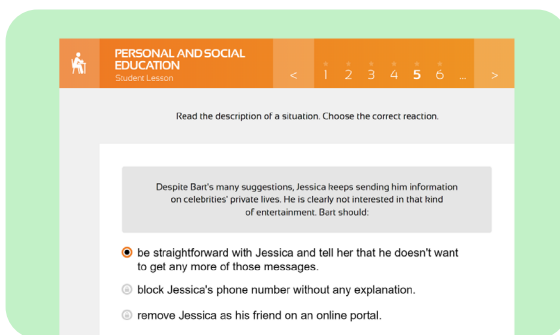 PERSONAL AND SOCIAL
EDUCATION
Student Lesson
< 1 2 3 4 5 6 ... >
Read the description of a situation. Choose the correct reaction.
Despite Bart's many suggestions, Jessica keeps sending him information
on celebrities' private lives. He is clearly not interested in that kind
of entertainment. Bart should:
be straightforward with Jessica and tell her that he doesn't want
to get any more of those messages.
block Jessica's phone number without any explanation.
remove Jessica as his friend on an online portal.